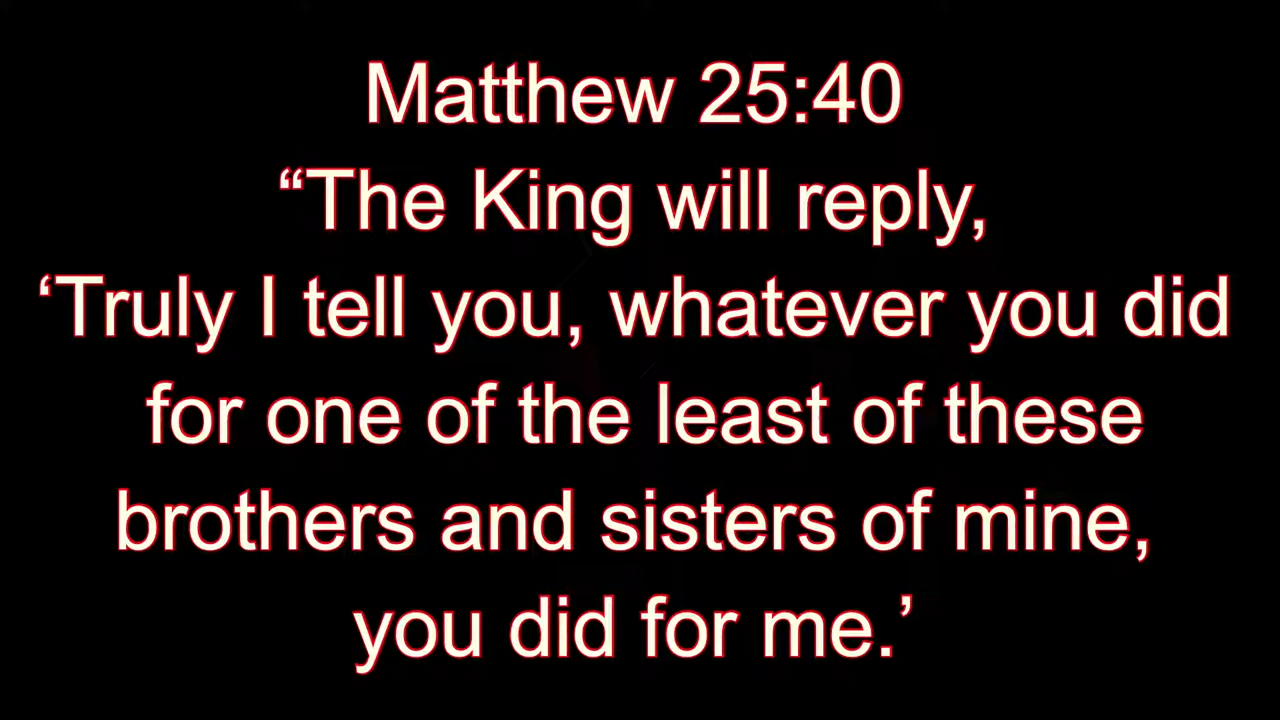 Matthew 25:40
“The King will reply,
‘Truly I tell you, whatever you did
for one of the least of these
brothers and sisters of mine,
you did for me.’